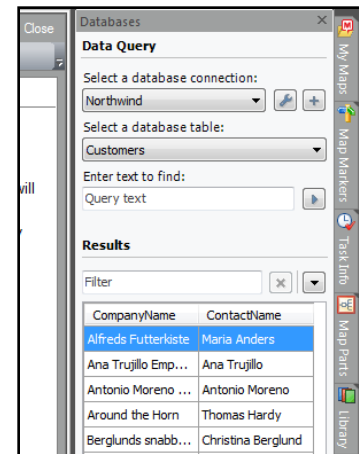 Close
will
Databases
Data Query
Select a database connection:
Northwind
Select a database table:
Customers
Enter text to find:
Query text
Results
Filter
CompanyName ContactName
Alfreds Futterkiste Maria Anders
Ana Trujillo Emp... Ana Trujillo
Antonio Moreno ... Antonio Moreno
Around the Horn Thomas Hardy
Berglunds snabb... Christina Berglund
My Maps
Map Markers
Task Info
Map Parts
Library